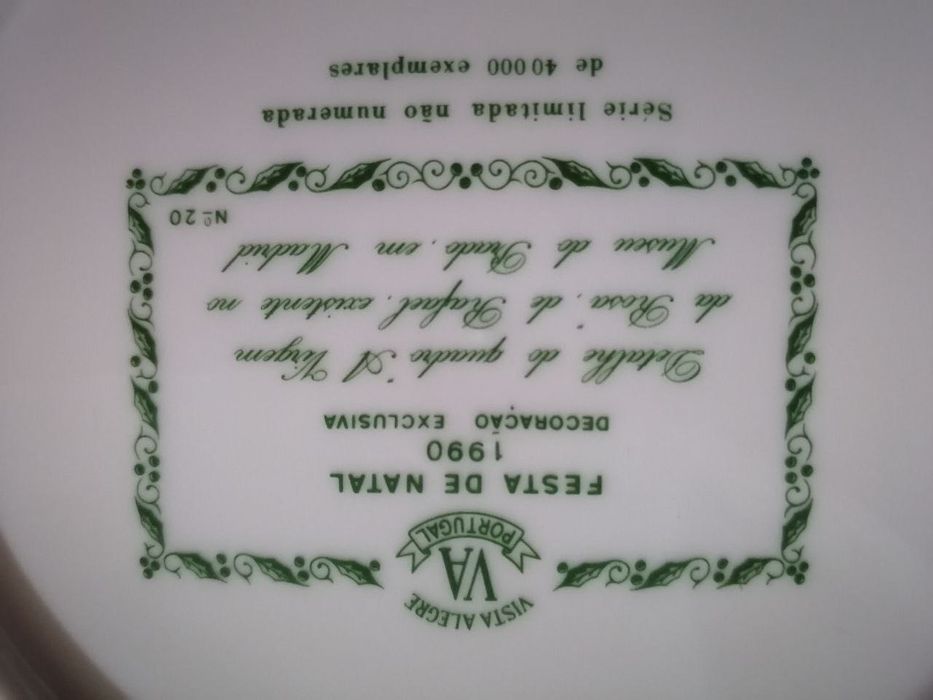 VISTA ALEGRE
VA
PORTUGAL
FESTA DE NATAL
1990
DECORAÇÃO EXCLUSIVA
Detalhe do quadro "A Virgem
da Rosa", de Rafael, existente no
Museu do Prado, em Madrid
Nº 20
Série limitada não numerada
de 40 000 exemplares